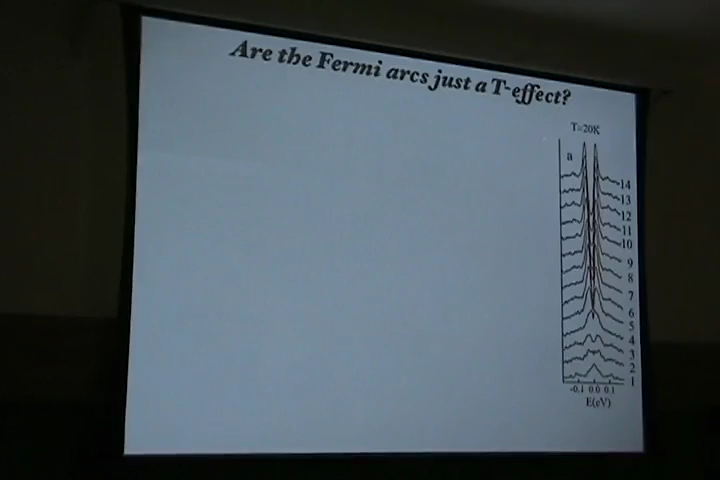 Are the Fermi arcs just a T-effect?
T=20K
a
14
13
12
11
10
9
8
7
6
5
4
3
2
1
-0.1 0.0 0.1
E(eV)